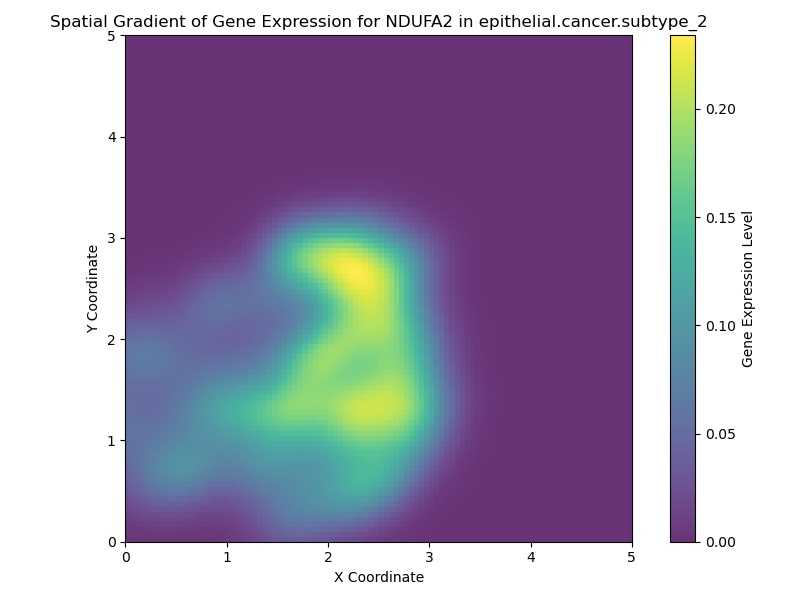 Spatial Gradient of Gene Expression for NDUFA2 in epithelial.cancer.subtype_2
5
4
3
2
1
0
Y Coordinate
0 1 2 3 4 5
X Coordinate
0.20
0.15
0.10
0.05
0.00
Gene Expression Level